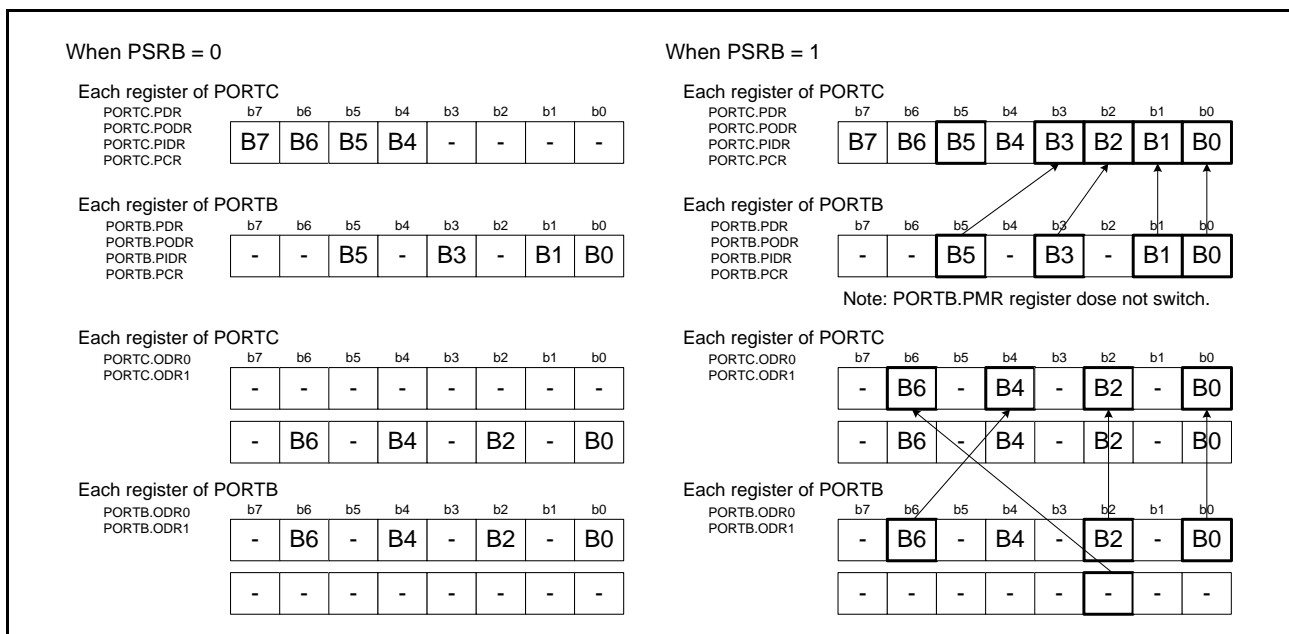 When PSRB = 0
Each register of PORTC
PORTC.PDR
PORTC.PODR
PORTC.PIDR
PORTC.PCR
b7 b6 b5 b4 b3 b2 b1 b0
B7 B6 B5 B4 - - - -
Each register of PORTB
PORTB.PDR
PORTB.PODR
PORTB.PIDR
PORTB.PCR
b7 b6 b5 b4 b3 b2 b1 b0
- - B5 - B3 - B1 B0
Each register of PORTC
PORTC.ODR0
PORTC.ODR1
b7 b6 b5 b4 b3 b2 b1 b0
- - - - - - - -
- B6 - B4 - B2 - B0
Each register of PORTB
PORTB.ODR0
PORTB.ODR1
b7 b6 b5 b4 b3 b2 b1 b0
- B6 - B4 - B2 - B0
- - - - - - - -
When PSRB = 1
Each register of PORTC
PORTC.PDR
PORTC.PODR
PORTC.PIDR
PORTC.PCR
b7 b6 b5 b4 b3 b2 b1 b0
B7 B6 B5 B4 B3 B2 B1 B0
Each register of PORTB
PORTB.PDR
PORTB.PODR
PORTB.PIDR
PORTB.PCR
b7 b6 b5 b4 b3 b2 b1 b0
- - B5 - B3 - B1 B0
Note: PORTB.PMR register dose not switch.
Each register of PORTC
PORTC.ODR0
PORTC.ODR1
b7 b6 b5 b4 b3 b2 b1 b0
- B6 - B4 - B2 - B0
- B6 - B4 - B2 - B0
Each register of PORTB
PORTB.ODR0
PORTB.ODR1
b7 b6 b5 b4 b3 b2 b1 b0
- B6 - B4 - B2 - B0
- - - - - - - -